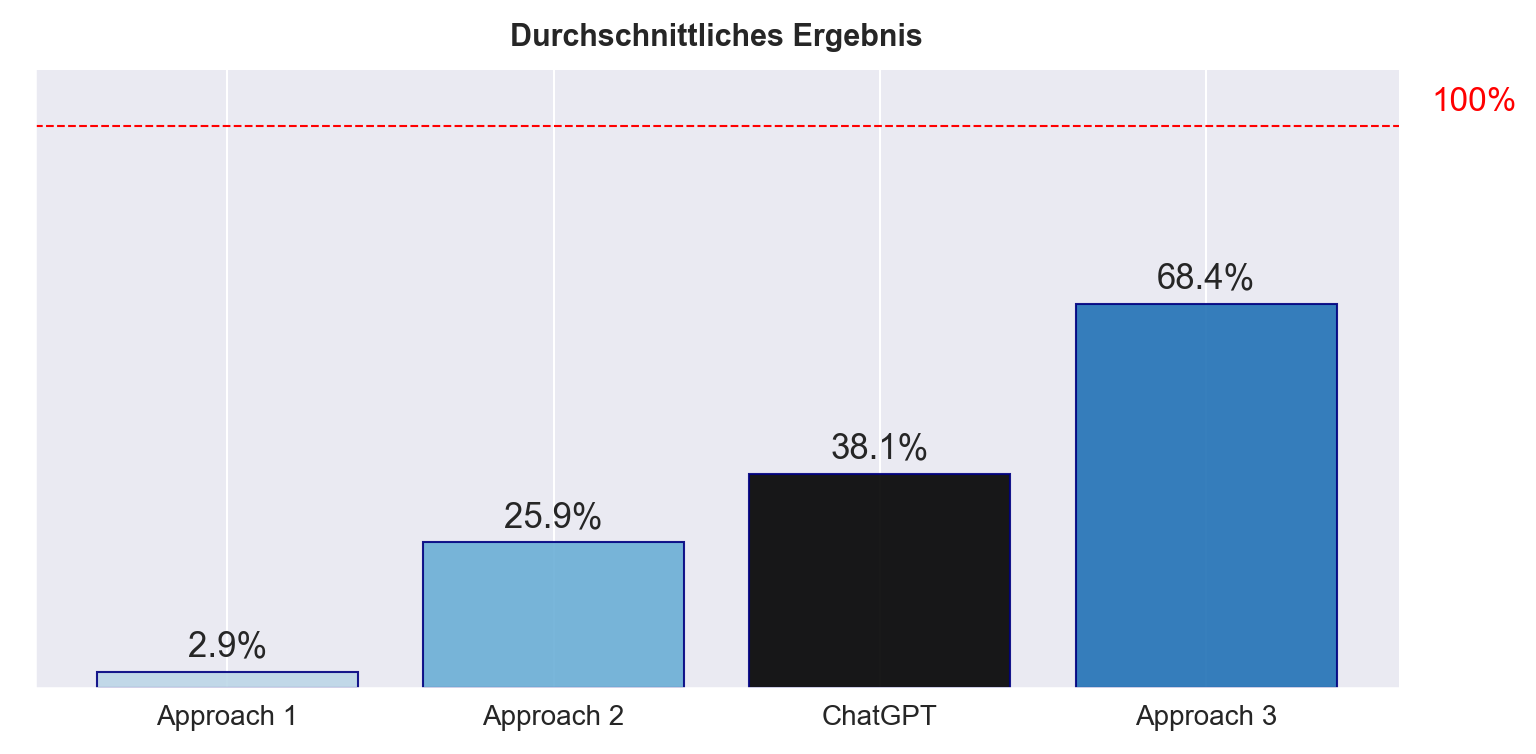 Durchschnittliches Ergebnis
100%
68.4%
38.1%
25.9%
2.9%
Approach 1 Approach 2 ChatGPT Approach 3